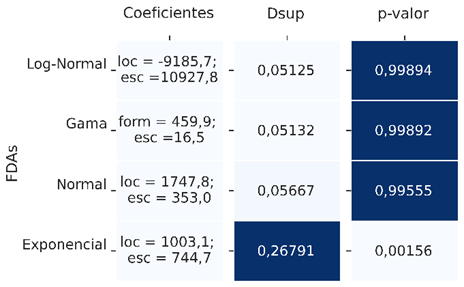 Coeficientes Dsup p-valor
FDAs
Log-Normal loc = -9185,7; 0,05125 0,99894
esc =10927,8
Gama form = 459,9; 0,05132 0,99892
esc =16,5
Normal loc = 1747,8; 0,05667 0,99555
esc = 353,0
Exponencial loc = 1003,1; 0,26791 0,00156
esc = 744,7